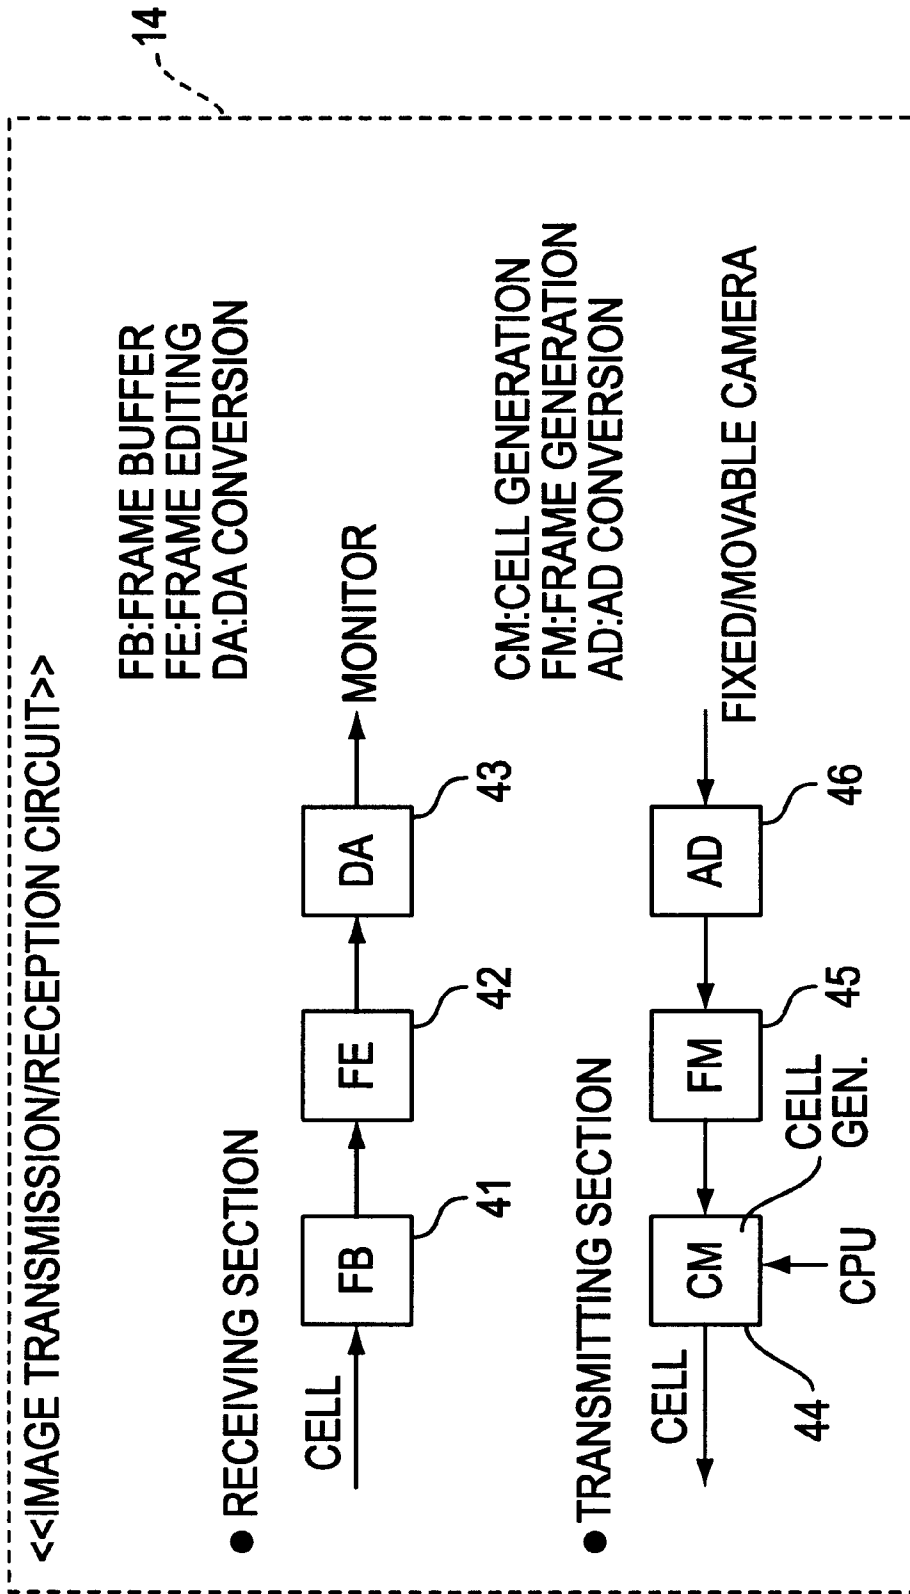 <<IMAGE TRANSMISSION/RECEPTION CIRCUIT>>
14
FB:FRAME BUFFER
FE:FRAME EDITING
DA:DA CONVERSION
● RECEIVING SECTION
CELL
FB
FE
DA
MONITOR
41
42
43
CM:CELL GENERATION
FM:FRAME GENERATION
AD:AD CONVERSION
● TRANSMITTING SECTION
CELL
CM
FM
AD
FIXED/MOVABLE CAMERA
44
CPU
CELL
GEN.
45
46